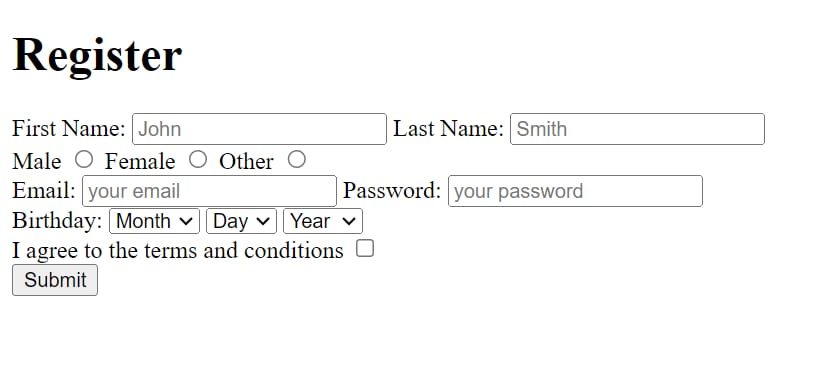 Register
First Name: John Last Name: Smith
Male Female Other
Email: your email Password: your password
Birthday: Month Day Year
I agree to the terms and conditions
Submit